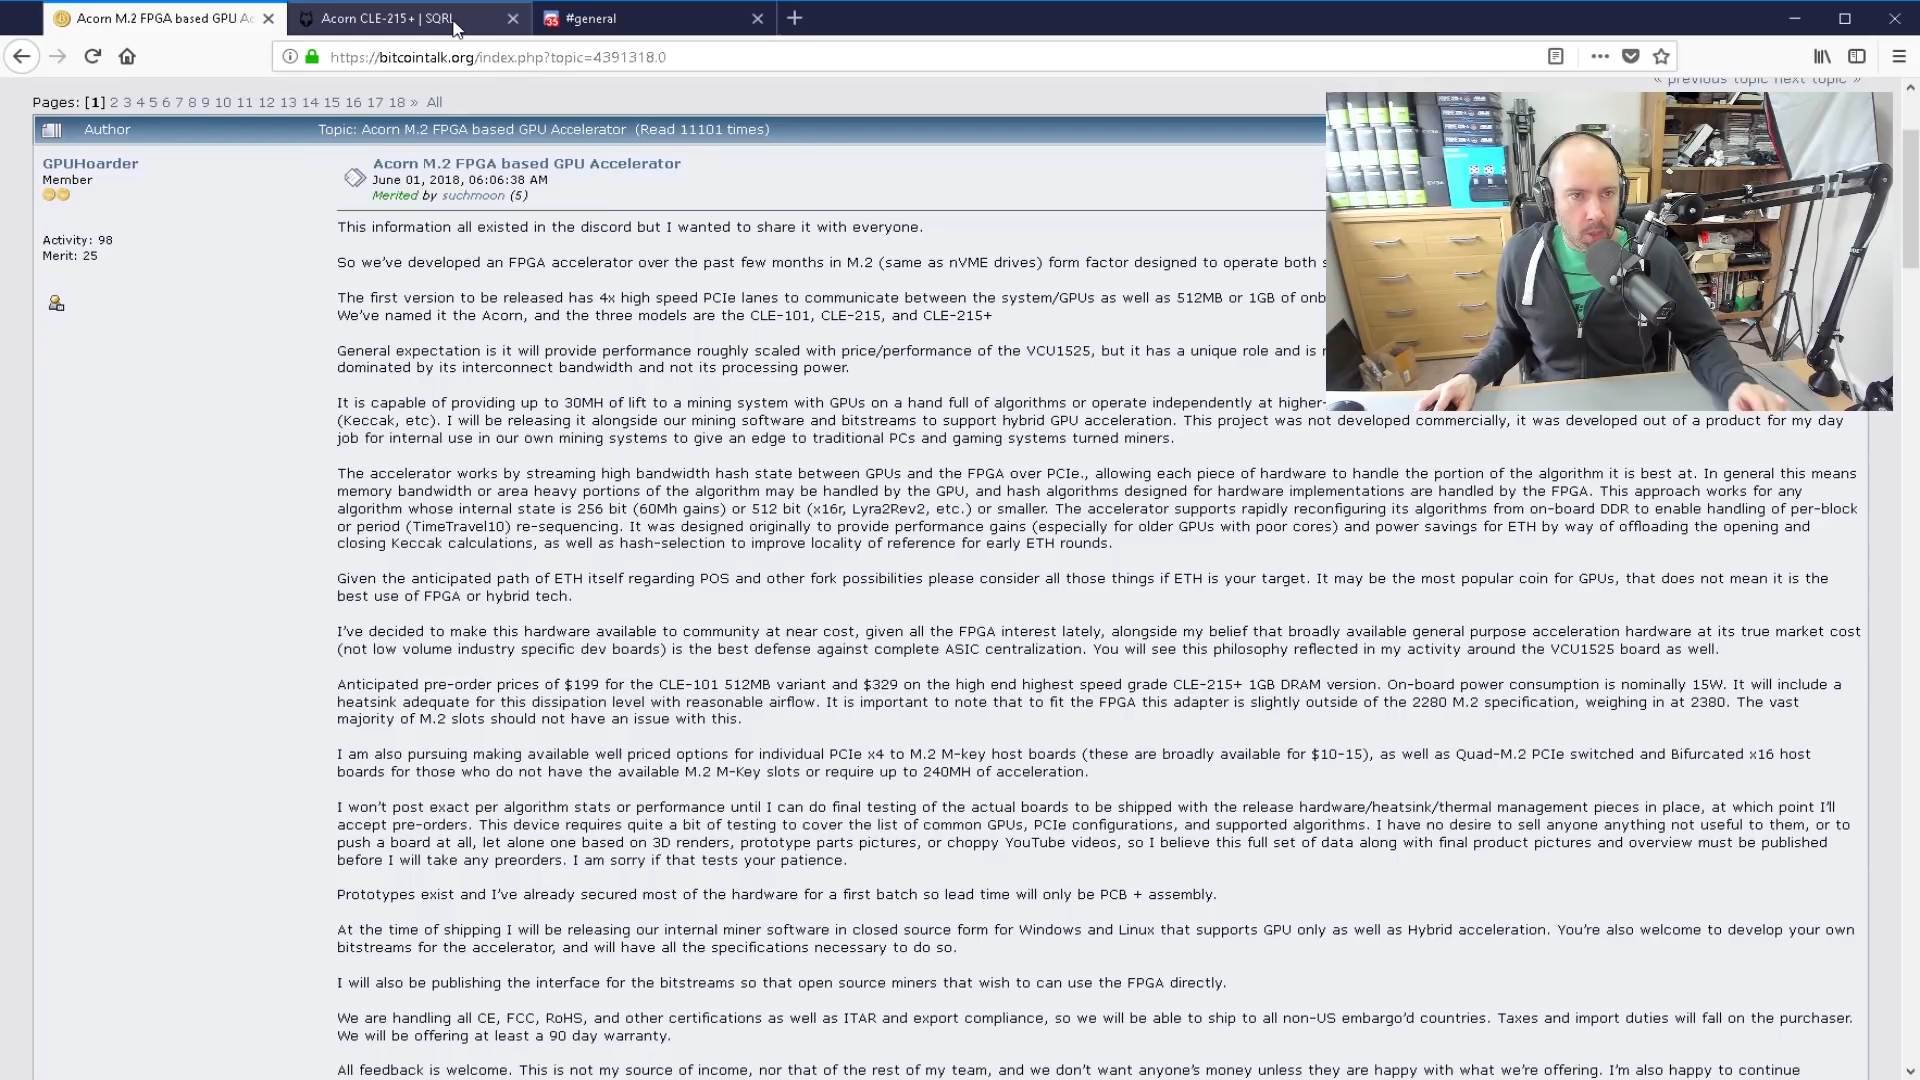 Acorn M.2 FPGA based GPU Ac
Acorn CLE-215+ | SQRL
#general
https://bitcointalk.org/index.php?topic=4391318.0
« previous topic next topic »
Pages: [1] 2 3 4 5 6 7 8 9 10 11 12 13 14 15 16 17 18 » All
Author
Topic: Acorn M.2 FPGA based GPU Accelerator (Read 11101 times)
GPUHoarder
Member
Activity: 98
Merit: 25
Acorn M.2 FPGA based GPU Accelerator
June 01, 2018, 06:06:38 AM
Merited by suchmoon (5)
This information all existed in the discord but I wanted to share it with everyone.
So we've developed an FPGA accelerator over the past few months in M.2 (same as nVME drives) form factor designed to operate both s
The first version to be released has 4x high speed PCIe lanes to communicate between the system/GPUs as well as 512MB or 1GB of onb
We've named it the Acorn, and the three models are the CLE-101, CLE-215, and CLE-215+
General expectation is it will provide performance roughly scaled with price/performance of the VCU1525, but it has a unique role and is r
dominated by its interconnect bandwidth and not its processing power.
It is capable of providing up to 30MH of lift to a mining system with GPUs on a hand full of algorithms or operate independently at higher-
(Keccak, etc). I will be releasing it alongside our mining software and bitstreams to support hybrid GPU acceleration. This project was not developed commercially, it was developed out of a product for my day
job for internal use in our own mining systems to give an edge to traditional PCs and gaming systems turned miners.
The accelerator works by streaming high bandwidth hash state between GPUs and the FPGA over PCIe., allowing each piece of hardware to handle the portion of the algorithm it is best at. In general this means
memory bandwidth or area heavy portions of the algorithm may be handled by the GPU, and hash algorithms designed for hardware implementations are handled by the FPGA. This approach works for any
algorithm whose internal state is 256 bit (60Mh gains) or 512 bit (x16r, Lyra2Rev2, etc.) or smaller. The accelerator supports rapidly reconfiguring its algorithms from on-board DDR to enable handling of per-block
or period (TimeTravel10) re-sequencing. It was designed originally to provide performance gains (especially for older GPUs with poor cores) and power savings for ETH by way of offloading the opening and
closing Keccak calculations, as well as hash-selection to improve locality of reference for early ETH rounds.
Given the anticipated path of ETH itself regarding POS and other fork possibilities please consider all those things if ETH is your target. It may be the most popular coin for GPUs, that does not mean it is the
best use of FPGA or hybrid tech.
I've decided to make this hardware available to community at near cost, given all the FPGA interest lately, alongside my belief that broadly available general purpose acceleration hardware at its true market cost
(not low volume industry specific dev boards) is the best defense against complete ASIC centralization. You will see this philosophy reflected in my activity around the VCU1525 board as well.
Anticipated pre-order prices of $199 for the CLE-101 512MB variant and $329 on the high end highest speed grade CLE-215+ 1GB DRAM version. On-board power consumption is nominally 15W. It will include a
heatsink adequate for this dissipation level with reasonable airflow. It is important to note that to fit the FPGA this adapter is slightly outside of the 2280 M.2 specification, weighing in at 2380. The vast
majority of M.2 slots should not have an issue with this.
I am also pursuing making available well priced options for individual PCIe x4 to M.2 M-key host boards (these are broadly available for $10-15), as well as Quad-M.2 PCIe switched and Bifurcated x16 host
boards for those who do not have the available M.2 M-Key slots or require up to 240MH of acceleration.
I won't post exact per algorithm stats or performance until I can do final testing of the actual boards to be shipped with the release hardware/heatsink/thermal management pieces in place, at which point I'll
accept pre-orders. This device requires quite a bit of testing to cover the list of common GPUs, PCIe configurations, and supported algorithms. I have no desire to sell anyone anything not useful to them, or to
push a board at all, let alone one based on 3D renders, prototype parts pictures, or choppy YouTube videos, so I believe this full set of data along with final product pictures and overview must be published
before I will take any preorders. I am sorry if that tests your patience.
Prototypes exist and I've already secured most of the hardware for a first batch so lead time will only be PCB + assembly.
At the time of shipping I will be releasing our internal miner software in closed source form for Windows and Linux that supports GPU only as well as Hybrid acceleration. You're also welcome to develop your own
bitstreams for the accelerator, and will have all the specifications necessary to do so.
I will also be publishing the interface for the bitstreams so that open source miners that wish to can use the FPGA directly.
We are handling all CE, FCC, RoHS, and other certifications as well as ITAR and export compliance, so we will be able to ship to all non-US embargo'd countries. Taxes and import duties will fall on the purchaser.
We will be offering at least a 90 day warranty.
All feedback is welcome. This is not my source of income, nor that of the rest of my team, and we don't want anyone's money unless they are happy with what we're offering. I'm also happy to continue